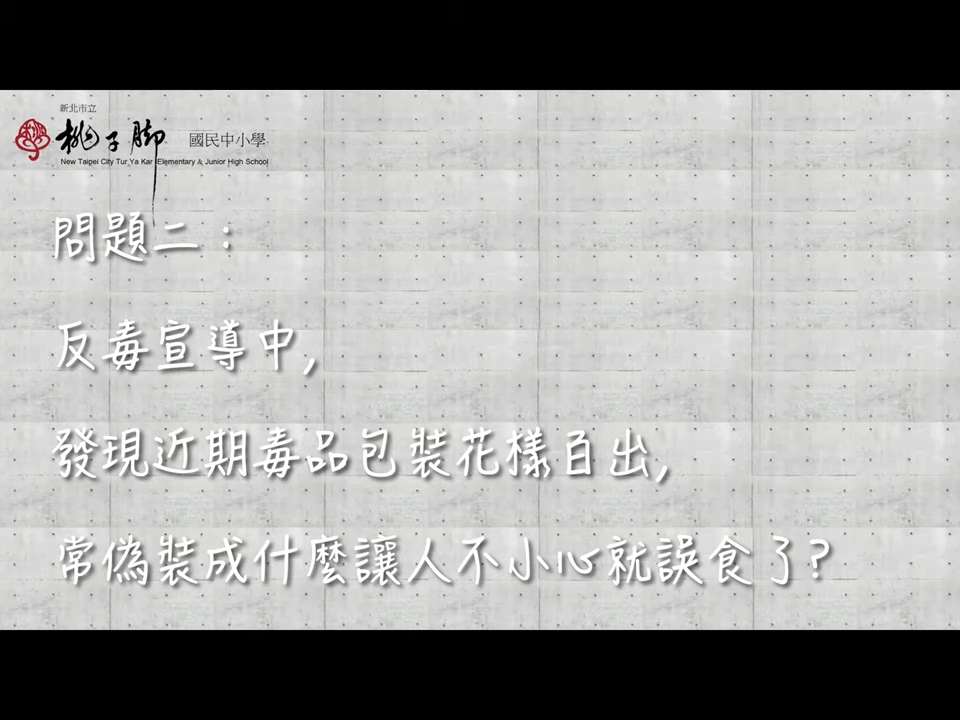 新北市立
桃子腳 國民中小學
New Taipei City Tur Ya Kar Elementary & Junior High School
問題二：
反毒宣導中,
發現近期毒品包裝花樣百出,
常偽裝成什麼讓人不小心就誤食了?